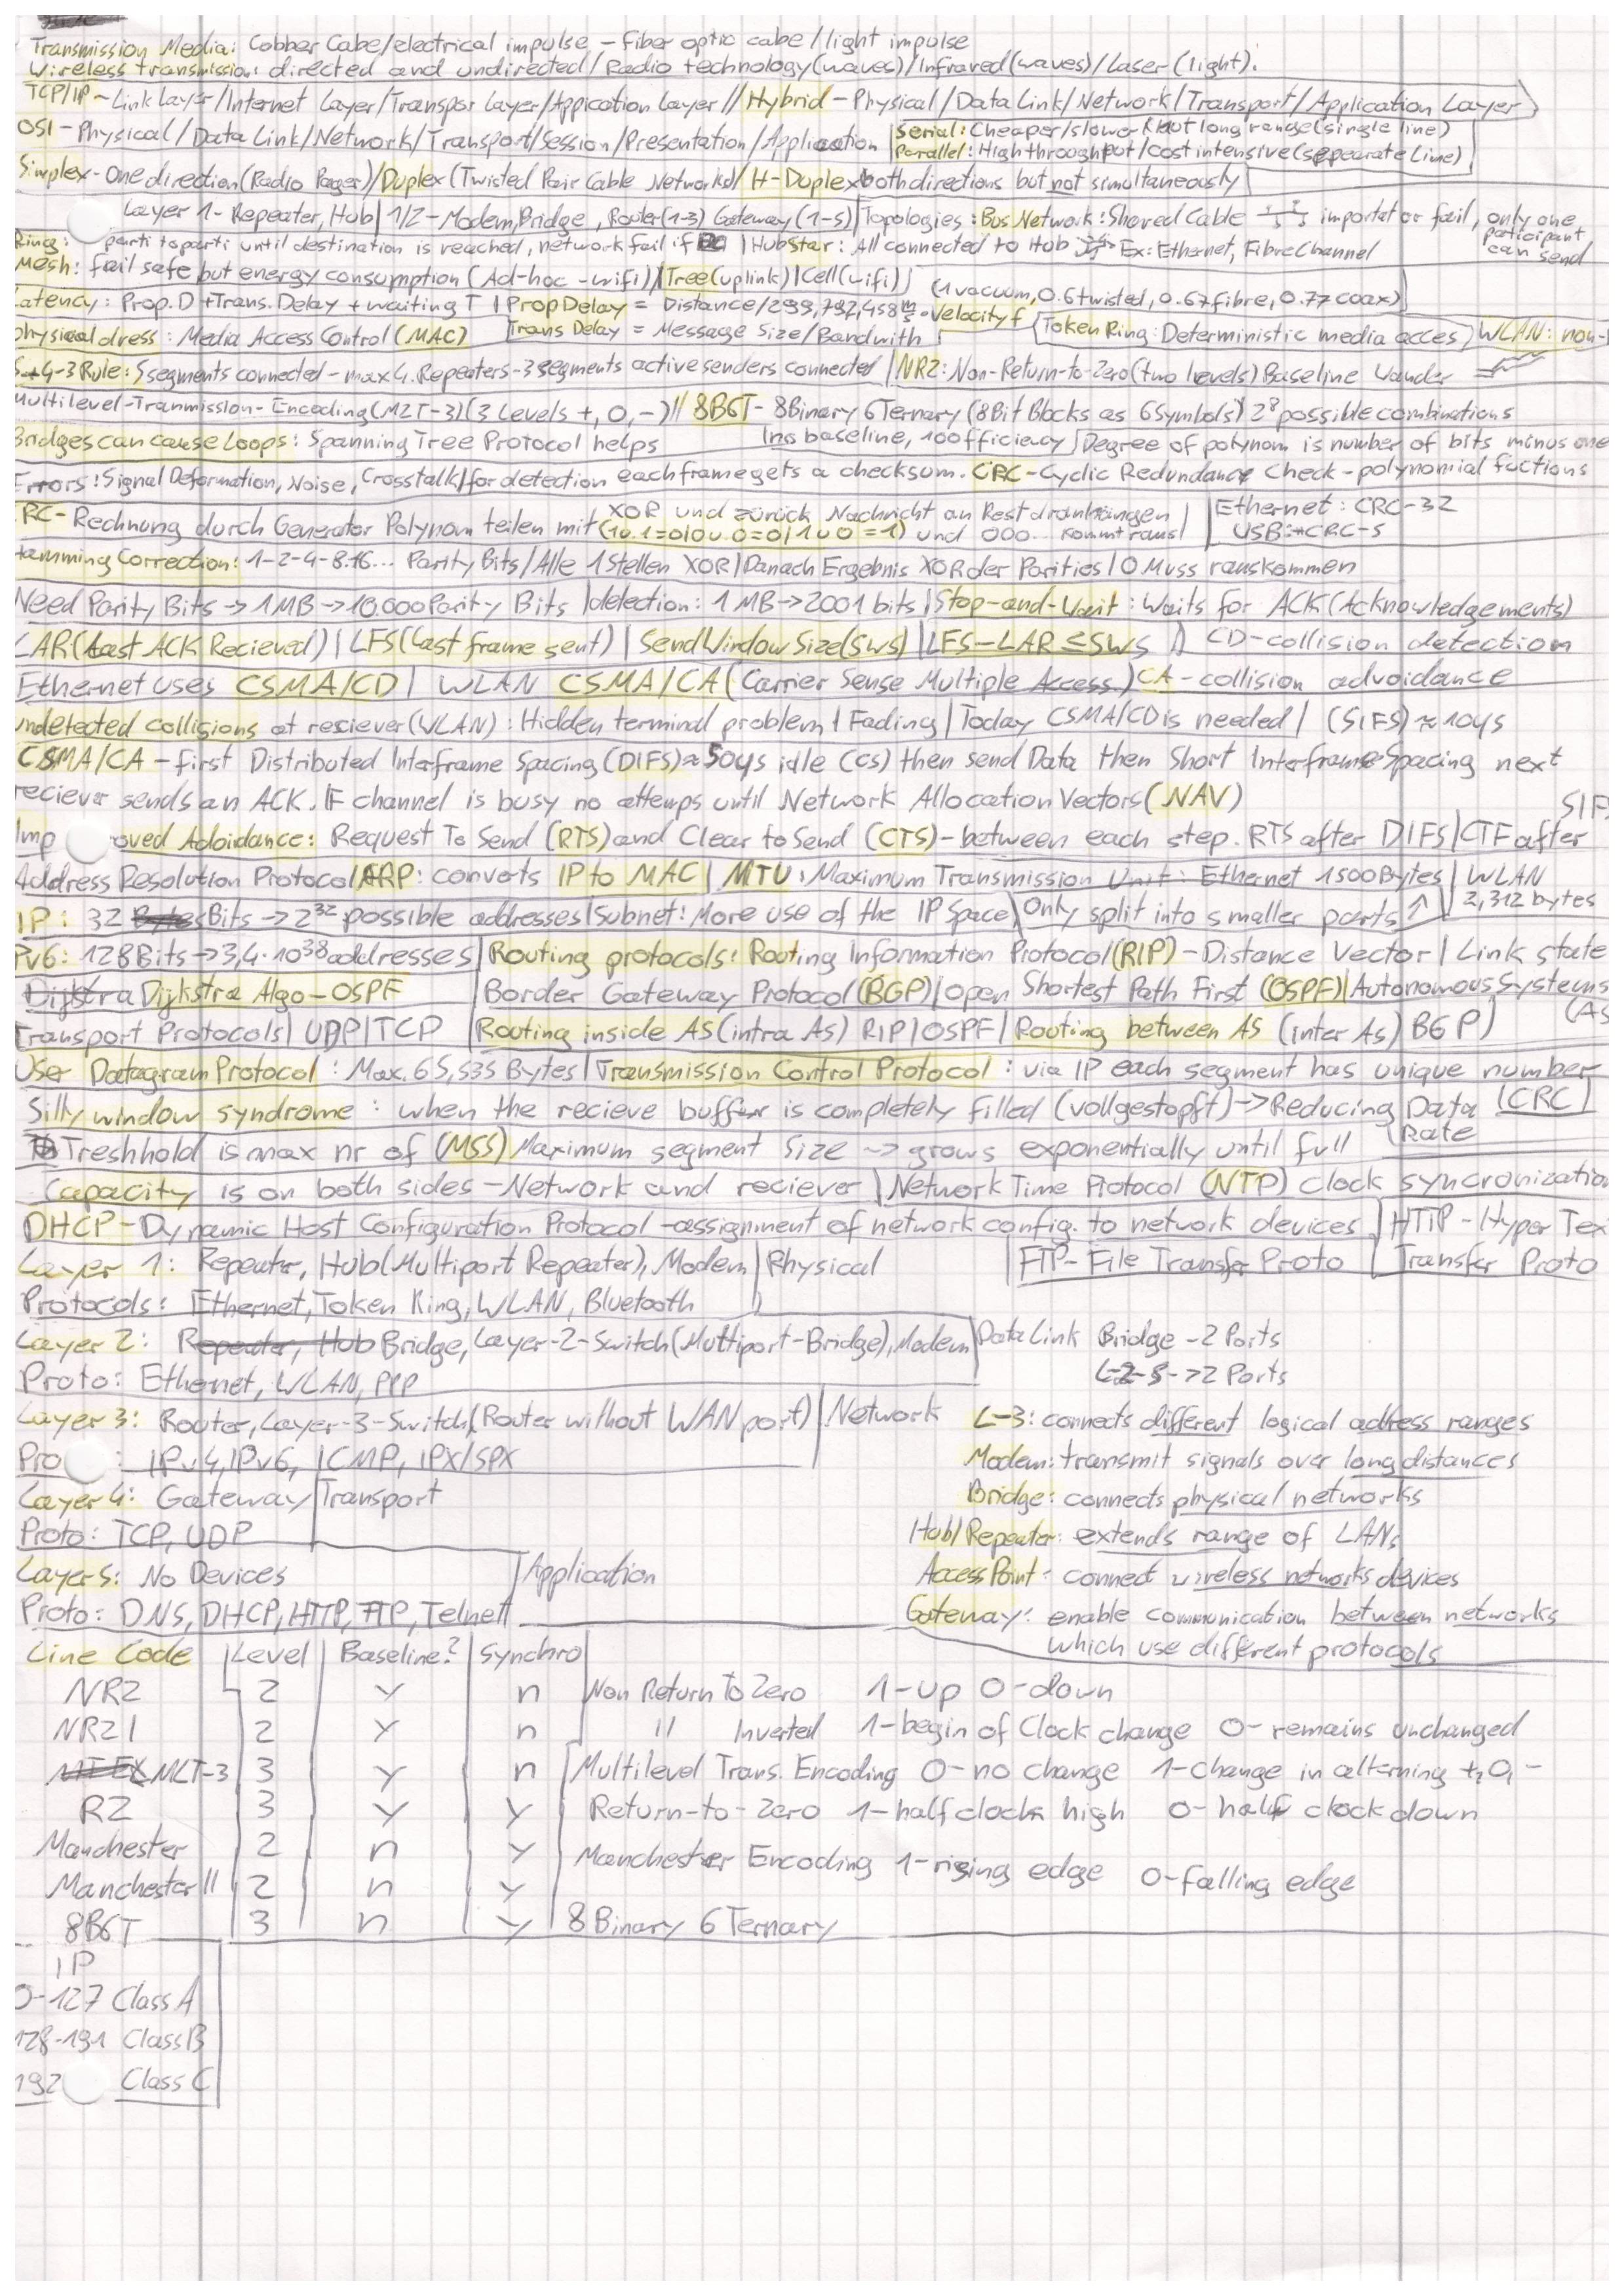 Transmission Media: Cobber Cabe/electrical impulse – fiber optic cabe/light impulse
Wireless transmission: directed and undirected/Radio technology(waves)/Infrared(waves)/Laser(light).
TCP/IP – Link Layer/Internet Layer/Transpor Layer/Appication Layer // Hybrid – Physical/Data Link/Network/Transport/Application Layer
OSI – Physical/Data Link/Network/Transport/Session/Presentation/Application | Serial: Cheaper/slower/but long range(single line)
Parallel: High throughput/cost intensive(sepearate Line)
Simplex - One direction(Radio Pager)/Duplex(Twisted Pair Cable Networks)/H-Duplex both directions but not simultaneously
Layer 1 - Repeater, Hub | 1/2 - Modem, Bridge, Router(1-3) Gateway(1-5) | Topologies: Bus Network: Shared Cable importat or fail, only one participant can send
Ring: parti to parti until destination is reached, network fail if | Hub Star: All connected to Hub Ex: Ethernet, FibreChannel
Mesh: fail safe but energy consumption (Ad-hoc-wifi) | Tree(uplink) | Cell(wifi) | (1 vacuum, 0.6 twisted, 0.67 fibre, 0.77 coax)
Latency: Prop.D + Trans. Delay + waiting T | Prop Delay = Distance/299,792,458 m/s · Velocity f
physical dress: Media Access Control (MAC) | Trans Delay = Message Size/Bandwith | Token Ring: Deterministic media acces | WLAN: non-
5-4-3 Rule: 5 segments connected - max 4. Repeaters - 3 segments active senders connected | NRZ: Non-Return-to-Zero(two levels) Baseline Wander
Multilevel-Tranmission-Encoding(MLT-3)(3 Levels +, 0, -) // 8B6T - 8Binary 6Ternary (8Bit Blocks as 6 Symbols) 2⁸ possible combinations
Bridges can cause Loops: Spanning Tree Protocol helps | no baseline, 100 efficiency | Degree of polynom is number of bits minus one
Errors: Signal Deformation, Noise, Crosstalk/for detection each frame gets a checksum. CRC - Cyclic Redundancy Check - polynomial fuctions
CRC - Rechnung durch Generator Polynom teilen mit XOR und zurück Nachricht an Rest dranhängen | Ethernet: CRC-32
(1 u. 1=0|0 u. 0=0|1 u 0=1) und 000... kommt raus | USB: CRC-5
Hamming Correction: 1-2-4-8-16... Parity Bits/Alle 1 Stellen XOR | Danach Ergebnis XOR der Parities | 0 Muss rauskommen
Need Parity Bits → 1MB → 10.000 Parity Bits | detection: 1 MB → 2001 bits | Stop-and-Wait: Waits for ACK (Acknowledgements)
LAR (Last ACK Recieved) | LFS (last frame sent) | Send Window Size (SWS) | LFS - LAR ≤ SWS CD - collision detection
Ethernet uses CSMA/CD | WLAN CSMA/CA (Carrier Sense Multiple Access) CA - collision advoidance
undetected collisions at reciever (WLAN): Hidden terminal problem | Fading | Today CSMA/CD is needed | (SIFS) ≈ 10ys
CSMA/CA - first Distributed Interframe Spacing (DIFS) ≈ 50ys idle (cs) then send Data then Short Interframe Spacing next
reciever sends an ACK. IF channel is busy no attemps until Network Allocation Vectors (NAV)
Improved Adoidance: Request To Send (RTS) and Clear to Send (CTS) - between each step. RTS after DIFS | CTF after SIF
Address Resolution Protocol/ARP: converts IP to MAC | MTU: Maximum Transmission Unit: Ethernet 1500Bytes | WLAN 2,312 bytes
IP: 32 Bytes Bits → 2³² possible addresses | Subnet: More use of the IP Space | Only split into smaller parts ↑
IPv6: 128 Bits → 3,4·10³⁸ addresses | Routing protocols: Routing Information Protocol (RIP) - Distance Vector | Link state
Dijkstra Dijkstra Algo - OSPF | Border Gateway Protocol (BGP) | open Shortest Path First (OSPF) | Autonomous Systems (As
Transport Protocols | UDP | TCP | Routing inside AS (intra As) RIP | OSPF | Routing between AS (inter As) BGP |
User Datagram Protocol: Max. 65,535 Bytes | Transmission Control Protocol: via IP each segment has unique number
Silly window syndrome: when the recieve buffer is completely filled (vollgestopft) → Reducing Data Rate | (CRC)
Treshhold is max nr of (MSS) Maximum segment Size → grows exponentially until full
Capacity is on both sides - Network and reciever | Network Time Protocol (NTP) clock syncronization
DHCP - Dynamic Host Configuration Protocol - assignment of network config. to network devices | HTTP - Hyper Tex
Layer 1: Repeater, Hub (Multiport Repeater), Modem | Physical | FTP - File Transfer Proto | Transfer Proto
Protocols: Ethernet, Token Ring, WLAN, Bluetooth
Layer 2: Repeater, Hub Bridge, Layer-2-Switch (Multiport-Bridge), Modem | Data Link Bridge - 2 Ports
L-2-S - >2 Ports
Proto: Ethernet, WLAN, PPP
Layer 3: Router, Layer-3-Switch (Router without WAN port) | Network L-3: connects different logical address ranges
Proto: IPv4, IPv6, ICMP, IPX/SPX Modem: transmit signals over long distances
Layer 4: Gateway | Transport Bridge: connects physical networks
Proto: TCP, UDP Hub/Repeater: extends range of LANs
Layer 5: No Devices | Application Access Point: connect wireless networks devices
Proto: DNS, DHCP, HTTP, FTP, Telnet Gateway: enable communication between networks
which use different protocols
Line Code | Level | Baseline? | Synchro
NRZ 2 y n Non Return To Zero 1-up 0-down
NRZI 2 y n " Inverted 1-begin of Clock change 0- remains unchanged
MLT-3 3 y n Multilevel Trans. Encoding 0-no change 1-change in alterning +, 0, -
RZ 3 y y Return-to-Zero 1-half clock high 0-half clock down
Manchester 2 n y Manchester Encoding 1-rising edge 0-falling edge
Manchester II 2 n y
8B6T 3 n y 8 Binary 6 Ternary
IP
0-127 Class A
128-191 Class B
192 Class C